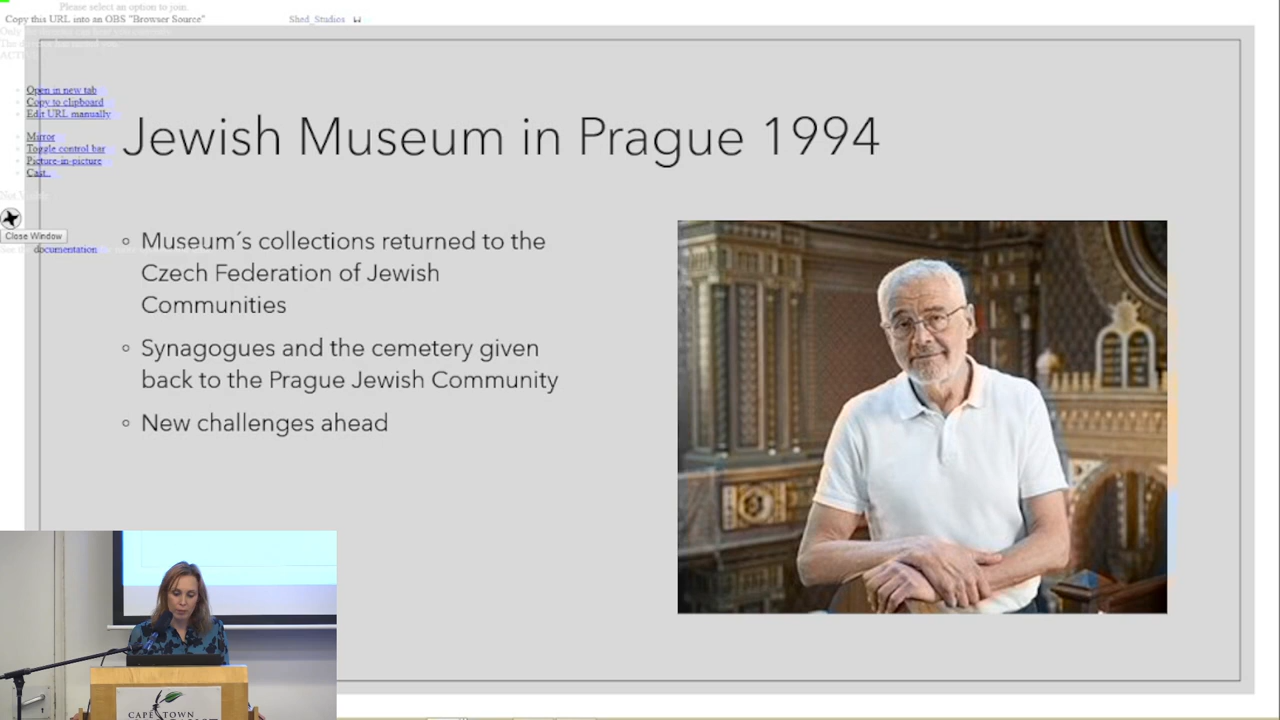 Please select an option to join.
Copy this URL into an OBS "Browser Source"
Shed_Studios
Open in new tab
Copy to clipboard
Edit URL manually
Mirror
Toggle control bar
Picture-in-picture
Cast..
Close Window
documentation
Jewish Museum in Prague 1994
◦ Museum´s collections returned to the
Czech Federation of Jewish
Communities
◦ Synagogues and the cemetery given
back to the Prague Jewish Community
◦ New challenges ahead
CAPE TOWN